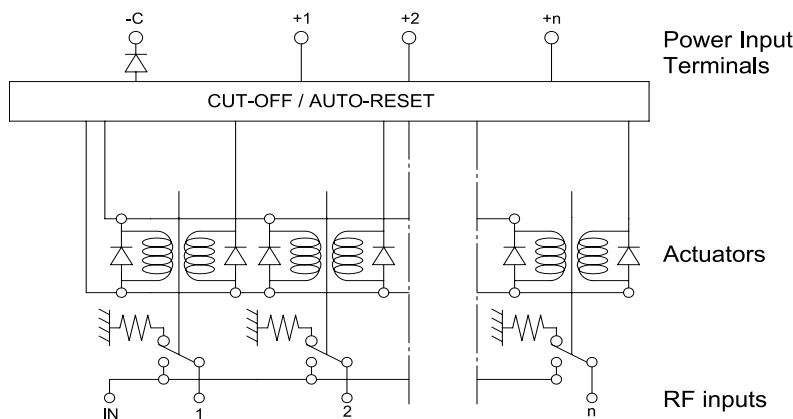 -C +1 +2 +n
Power Input
Terminals
CUT-OFF / AUTO-RESET
Actuators
IN 1 2 n
RF inputs